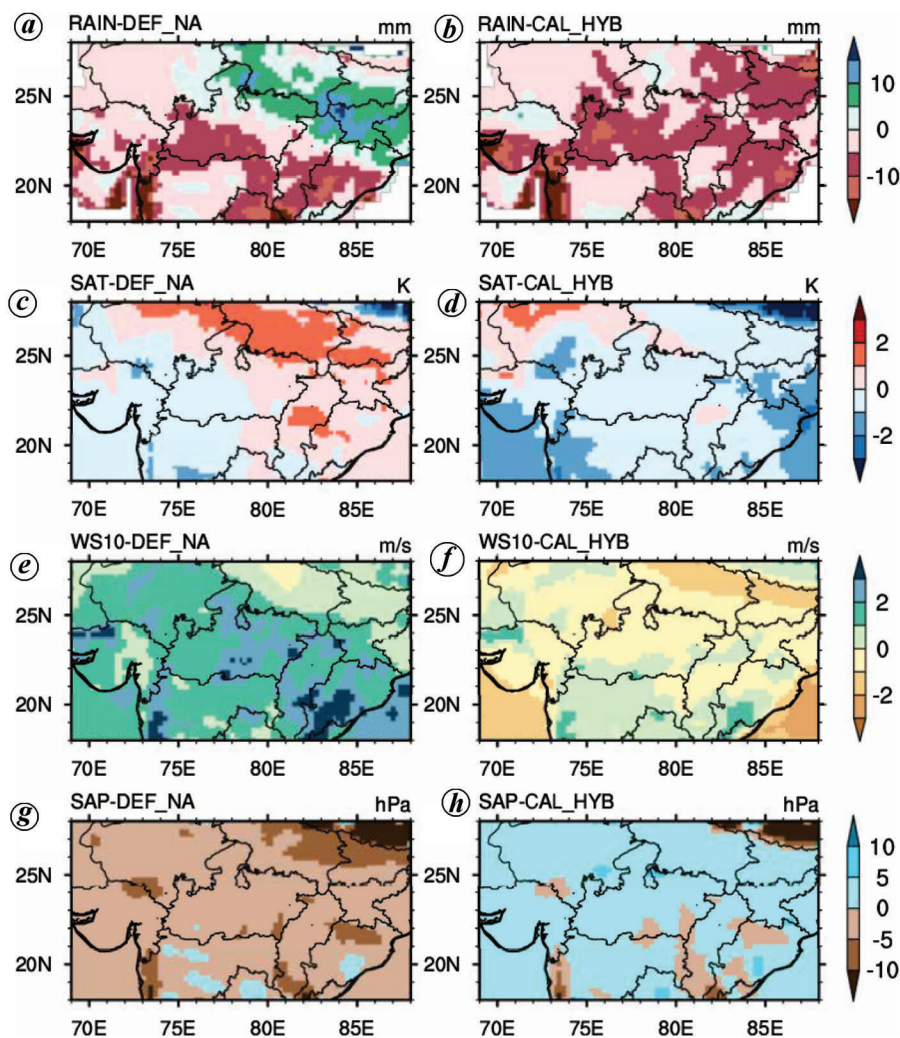 a RAIN-DEF_NA mm
b RAIN-CAL_HYB mm
25N
20N
70E 75E 80E 85E
25N
20N
70E 75E 80E 85E
10
0
-10
c SAT-DEF_NA K
d SAT-CAL_HYB K
25N
20N
70E 75E 80E 85E
25N
20N
70E 75E 80E 85E
2
0
-2
e WS10-DEF_NA m/s
f WS10-CAL_HYB m/s
25N
20N
70E 75E 80E 85E
25N
20N
70E 75E 80E 85E
2
0
-2
g SAP-DEF_NA hPa
h SAP-CAL_HYB hPa
25N
20N
70E 75E 80E 85E
25N
20N
70E 75E 80E 85E
10
5
0
-5
-10